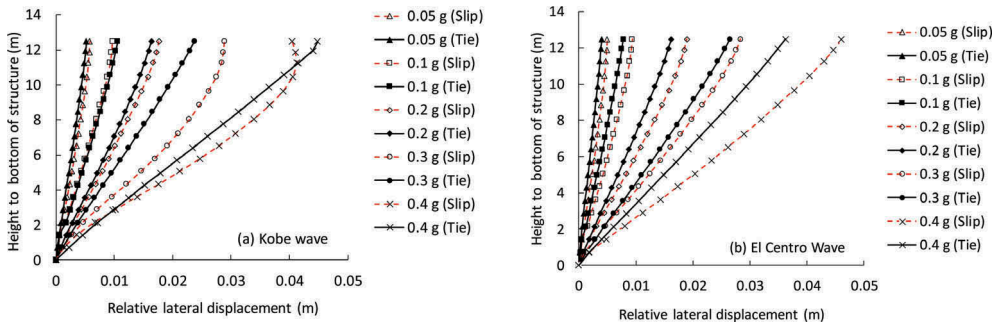 14
12
10
8
6
4
2
0
Height to bottom of structure (m)
0
0.01
0.02
0.03
0.04
0.05
Relative lateral displacement (m)
(a) Kobe wave
0.05 g (Slip)
0.05 g (Tie)
0.1 g (Slip)
0.1 g (Tie)
0.2 g (Slip)
0.2 g (Tie)
0.3 g (Slip)
0.3 g (Tie)
0.4 g (Slip)
0.4 g (Tie)
14
12
10
8
6
4
2
0
Height to bottom of structure (m)
0
0.01
0.02
0.03
0.04
0.05
Relative lateral displacement (m)
(b) El Centro Wave
0.05 g (Slip)
0.05 g (Tie)
0.1 g (Slip)
0.1 g (Tie)
0.2 g (Slip)
0.2 g (Tie)
0.3 g (Slip)
0.3 g (Tie)
0.4 g (Slip)
0.4 g (Tie)